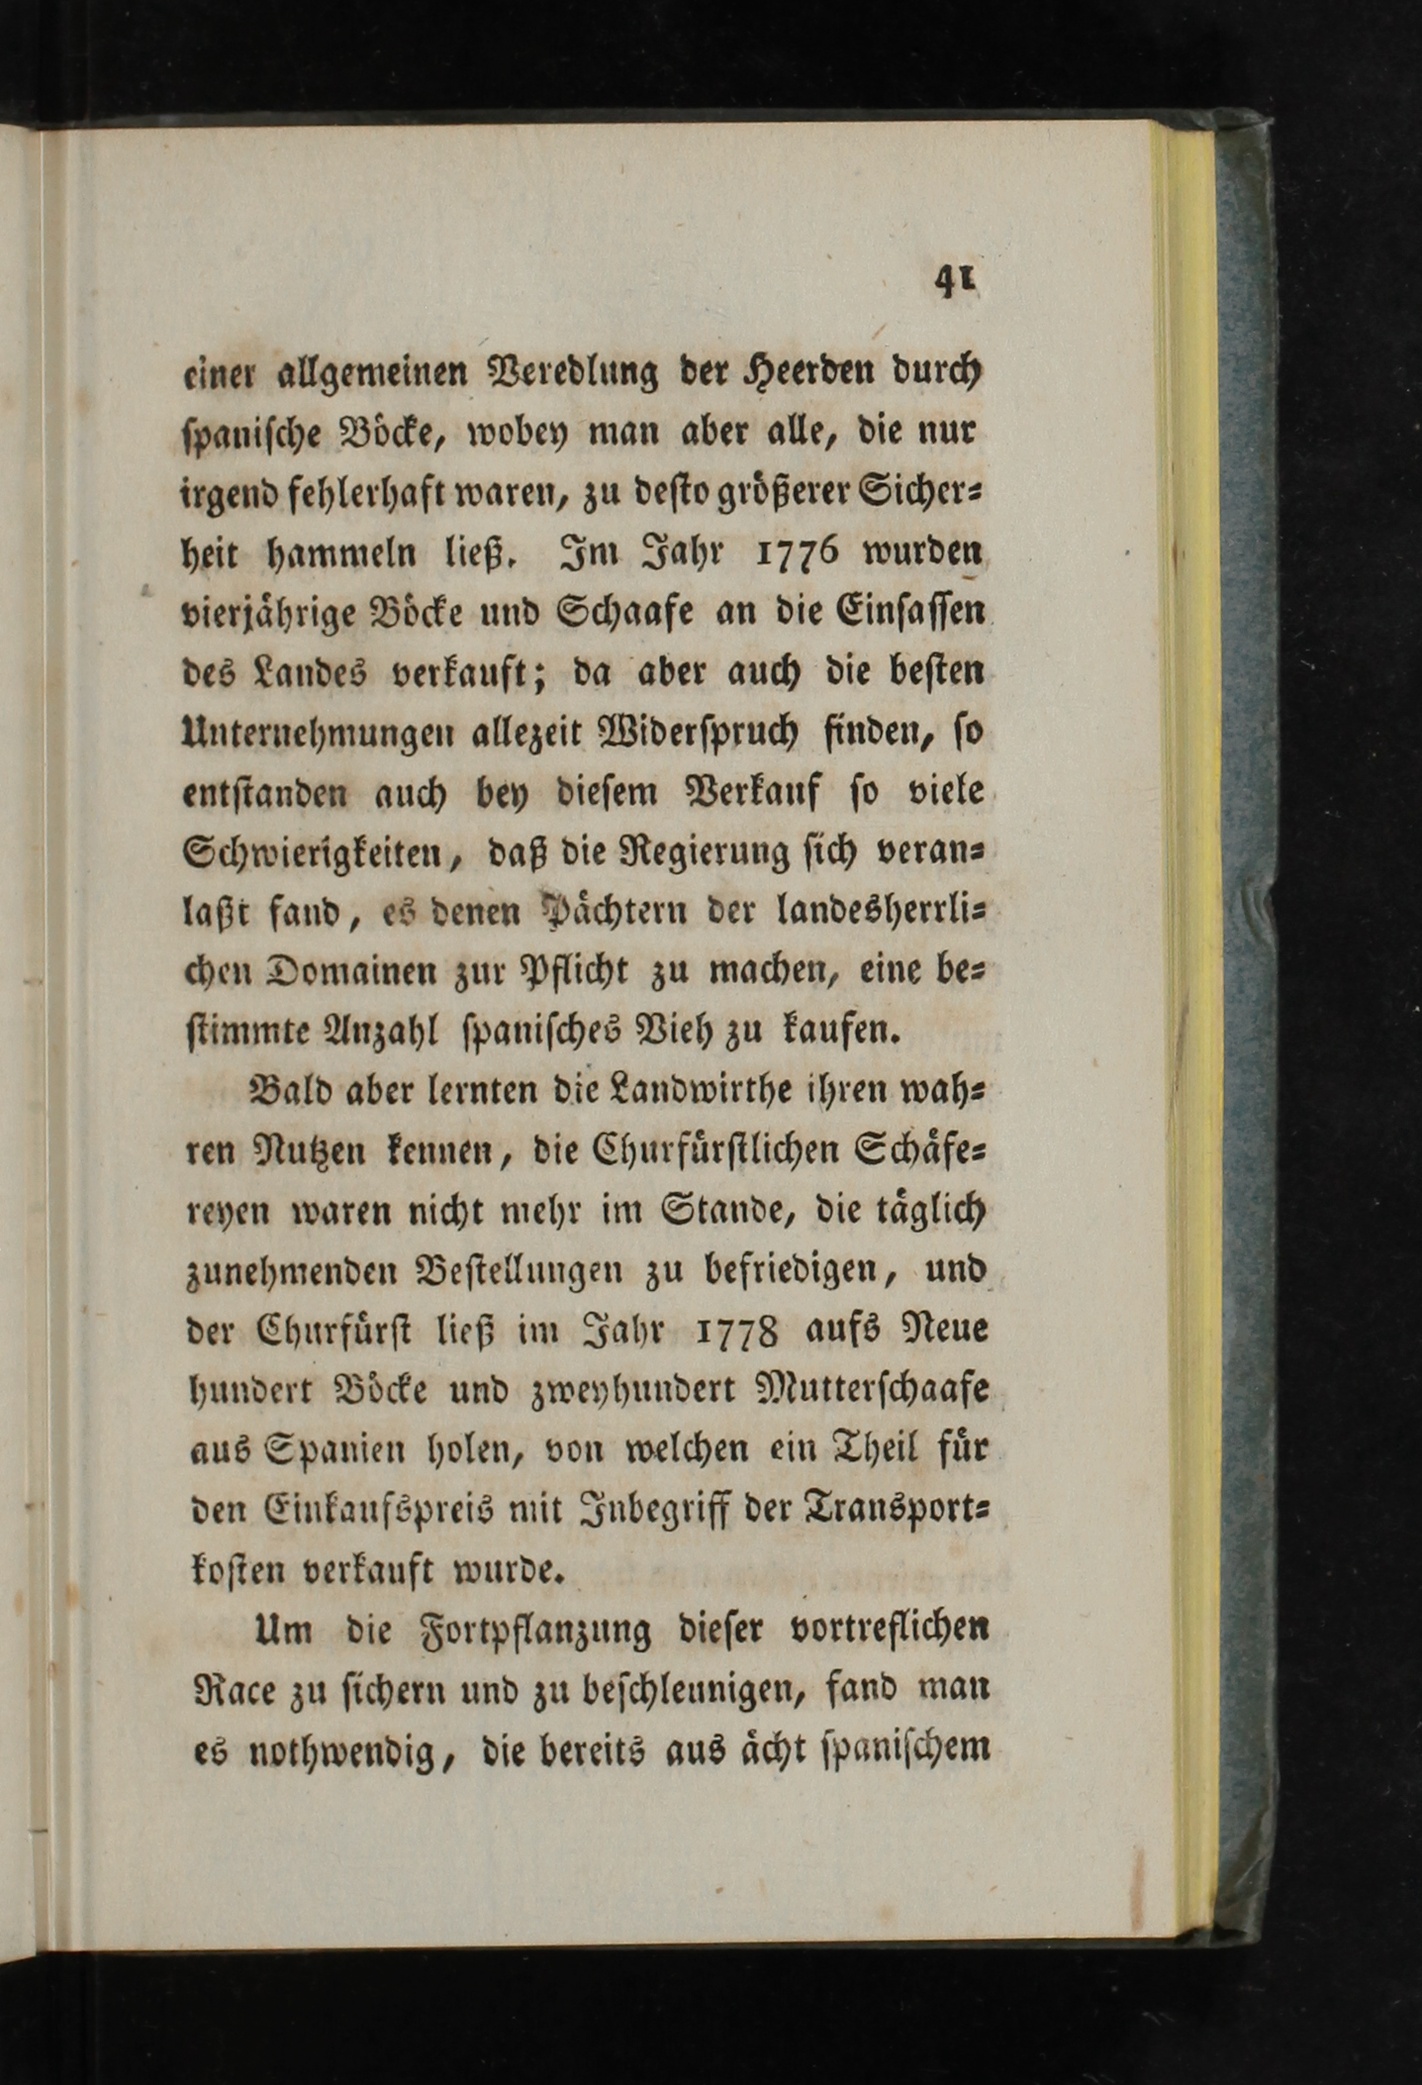 41
einer allgemeinen Veredlung der Heerden durch
spanische Böcke, wobey man aber alle, die nur
irgend fehlerhaft waren, zu desto größerer Sicher=
heit hammeln ließ. Im Jahr 1776 wurden
vierjährige Böcke und Schaafe an die Einsassen
des Landes verkauft; da aber auch die besten
Unternehmungen allezeit Widerspruch finden, so
entstanden auch bey diesem Verkauf so viele
Schwierigkeiten, daß die Regierung sich veran=
laßt fand, es denen Pächtern der landesherrli=
chen Domainen zur Pflicht zu machen, eine be=
stimmte Anzahl spanisches Vieh zu kaufen.
Bald aber lernten die Landwirthe ihren wah=
ren Nutzen kennen, die Churfürstlichen Schäfe=
reyen waren nicht mehr im Stande, die täglich
zunehmenden Bestellungen zu befriedigen, und
der Churfürst ließ im Jahr 1778 aufs Neue
hundert Böcke und zweyhundert Mutterschaafe
aus Spanien holen, von welchen ein Theil für
den Einkaufspreis mit Inbegriff der Transport=
kosten verkauft wurde.
Um die Fortpflanzung dieser vortreflichen
Race zu sichern und zu beschleunigen, fand man
es nothwendig, die bereits aus ächt spanischem